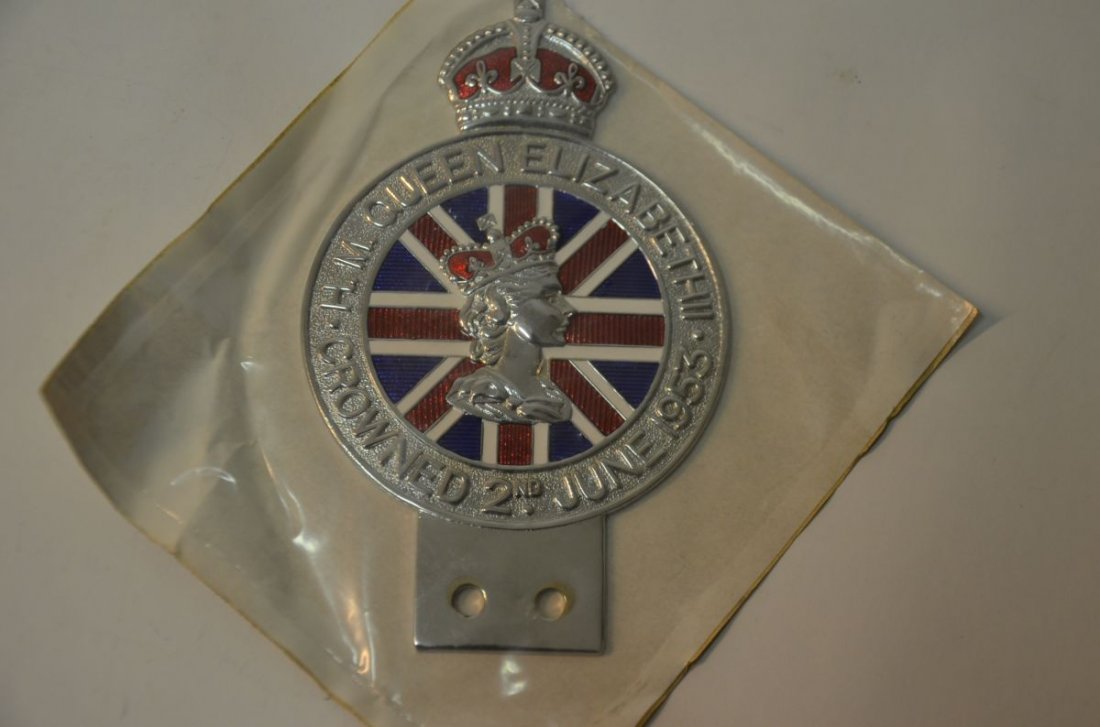 · H. M. QUEEN ELIZABETH II ·
CROWNED 2ND. JUNE 1953